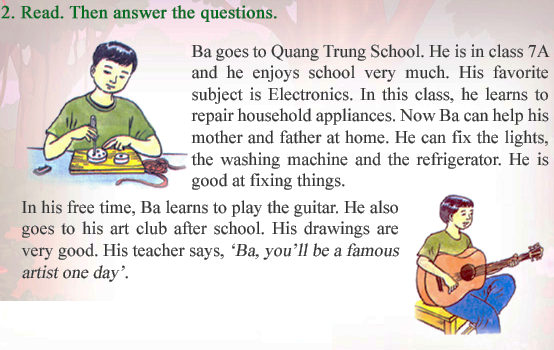 2. Read. Then answer the questions.
Ba goes to Quang Trung School. He is in class 7A
and he enjoys school very much. His favorite
subject is Electronics. In this class, he learns to
repair household appliances. Now Ba can help his
mother and father at home. He can fix the lights,
the washing machine and the refrigerator. He is
good at fixing things.
In his free time, Ba learns to play the guitar. He also
goes to his art club after school. His drawings are
very good. His teacher says, ‘Ba, you’ll be a famous
artist one day’.